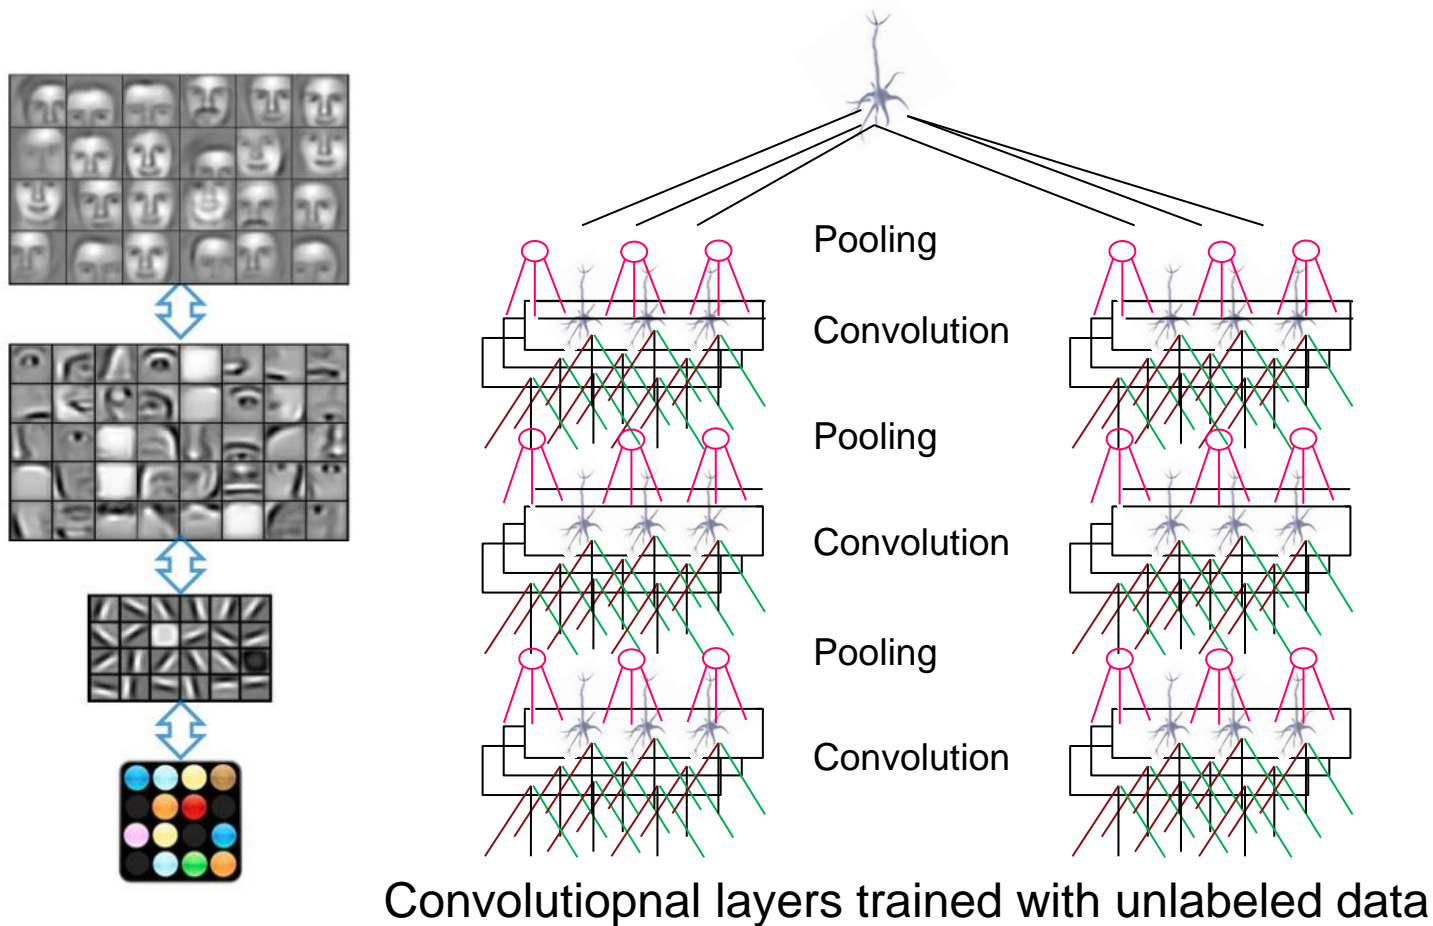 Pooling
Convolution
Pooling
Convolution
Pooling
Convolution
Convolutiopnal layers trained with unlabeled data